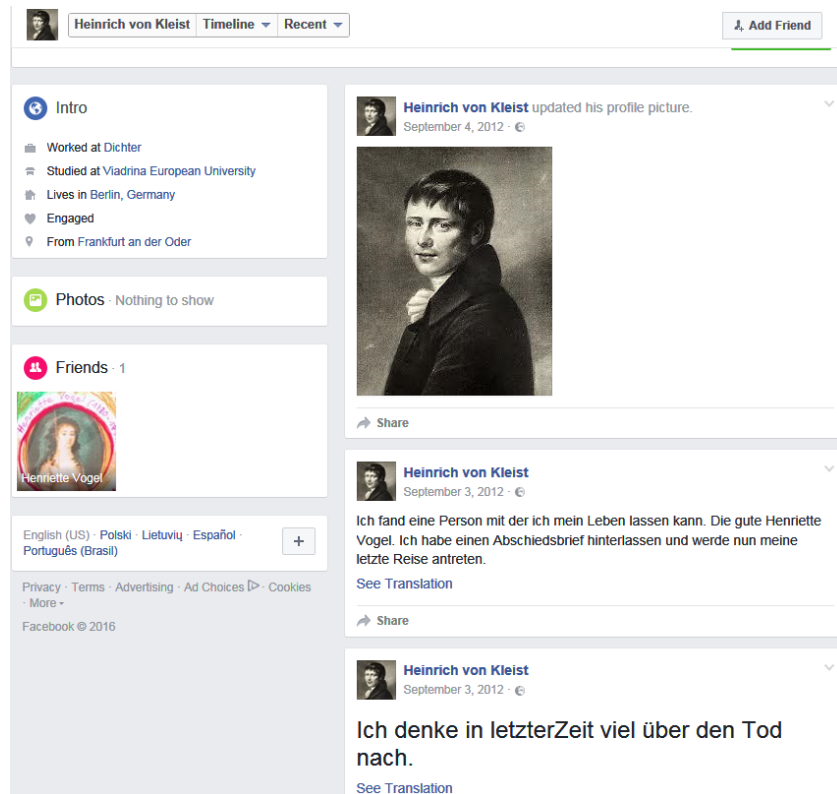 Heinrich von Kleist Timeline Recent
Add Friend
Intro
Worked at Dichter
Studied at Viadrina European University
Lives in Berlin, Germany
Engaged
From Frankfurt an der Oder
Photos · Nothing to show
Friends · 1
Henriette Vogel
Henriette Vogel
English (US) · Polski · Lietuvių · Español ·
Português (Brasil)
+
Privacy · Terms · Advertising · Ad Choices · Cookies
· More
Facebook © 2016
Heinrich von Kleist updated his profile picture.
September 4, 2012 ·
Share
Heinrich von Kleist
September 3, 2012 ·
Ich fand eine Person mit der ich mein Leben lassen kann. Die gute Henriette
Vogel. Ich habe einen Abschiedsbrief hinterlassen und werde nun meine
letzte Reise antreten.
See Translation
Share
Heinrich von Kleist
September 3, 2012 ·
Ich denke in letzterZeit viel über den Tod
nach.
See Translation